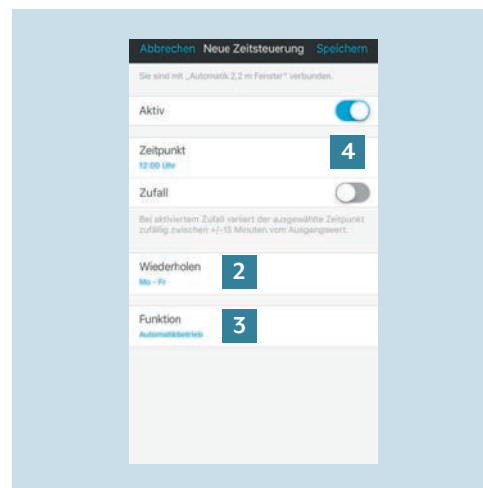 Abbrechen Neue Zeitsteuerung Speichern
Sie sind mit „Automatik 2,2 m Fenster" verbunden.
Aktiv
Zeitpunkt
12:00 Uhr
4
Zufall
Bei aktiviertem Zufall variiert der ausgewählte Zeitpunkt
zufällig zwischen +/-15 Minuten vom Ausgangswert.
Wiederholen
Mo - Fr
2
Funktion
Automatikbetrieb
3